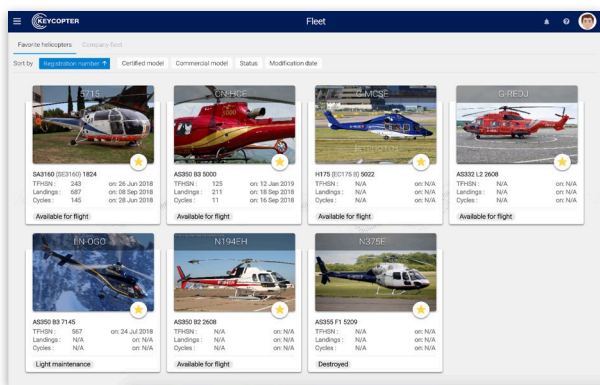 KEYCOPTER
Fleet
Favorite helicopters Company fleet
Sort by Registration number ↑ Certified model Commercial model Status Modification date
S715
SA3160 (SE3160) 1824
TFHSN : 243 on: 26 Jun 2018
Landings : 687 on: 08 Sep 2018
Cycles : 145 on: 28 Jun 2018
Available for flight
CN-HCE
AS350 B3 5000
TFHSN : 125 on: 12 Jan 2019
Landings : 211 on: 18 Sep 2018
Cycles : 11 on: 16 Sep 2018
Available for flight
G-MCSE
H175 (EC175 B) 5022
TFHSN : N/A on: N/A
Landings : N/A on: N/A
Cycles : N/A on: N/A
Available for flight
G-REDJ
AS332 L2 2608
TFHSN : N/A on: N/A
Landings : N/A on: N/A
Cycles : N/A on: N/A
Available for flight
LN-OGO
AS350 B3 7145
TFHSN : 567 on: 24 Jul 2018
Landings : N/A on: N/A
Cycles : N/A on: N/A
Light maintenance
N194EH
AS350 B2 2608
TFHSN : N/A on: N/A
Landings : N/A on: N/A
Cycles : N/A on: N/A
Available for flight
N375E
AS355 F1 5209
TFHSN : N/A on: N/A
Landings : N/A on: N/A
Cycles : N/A on: N/A
Destroyed